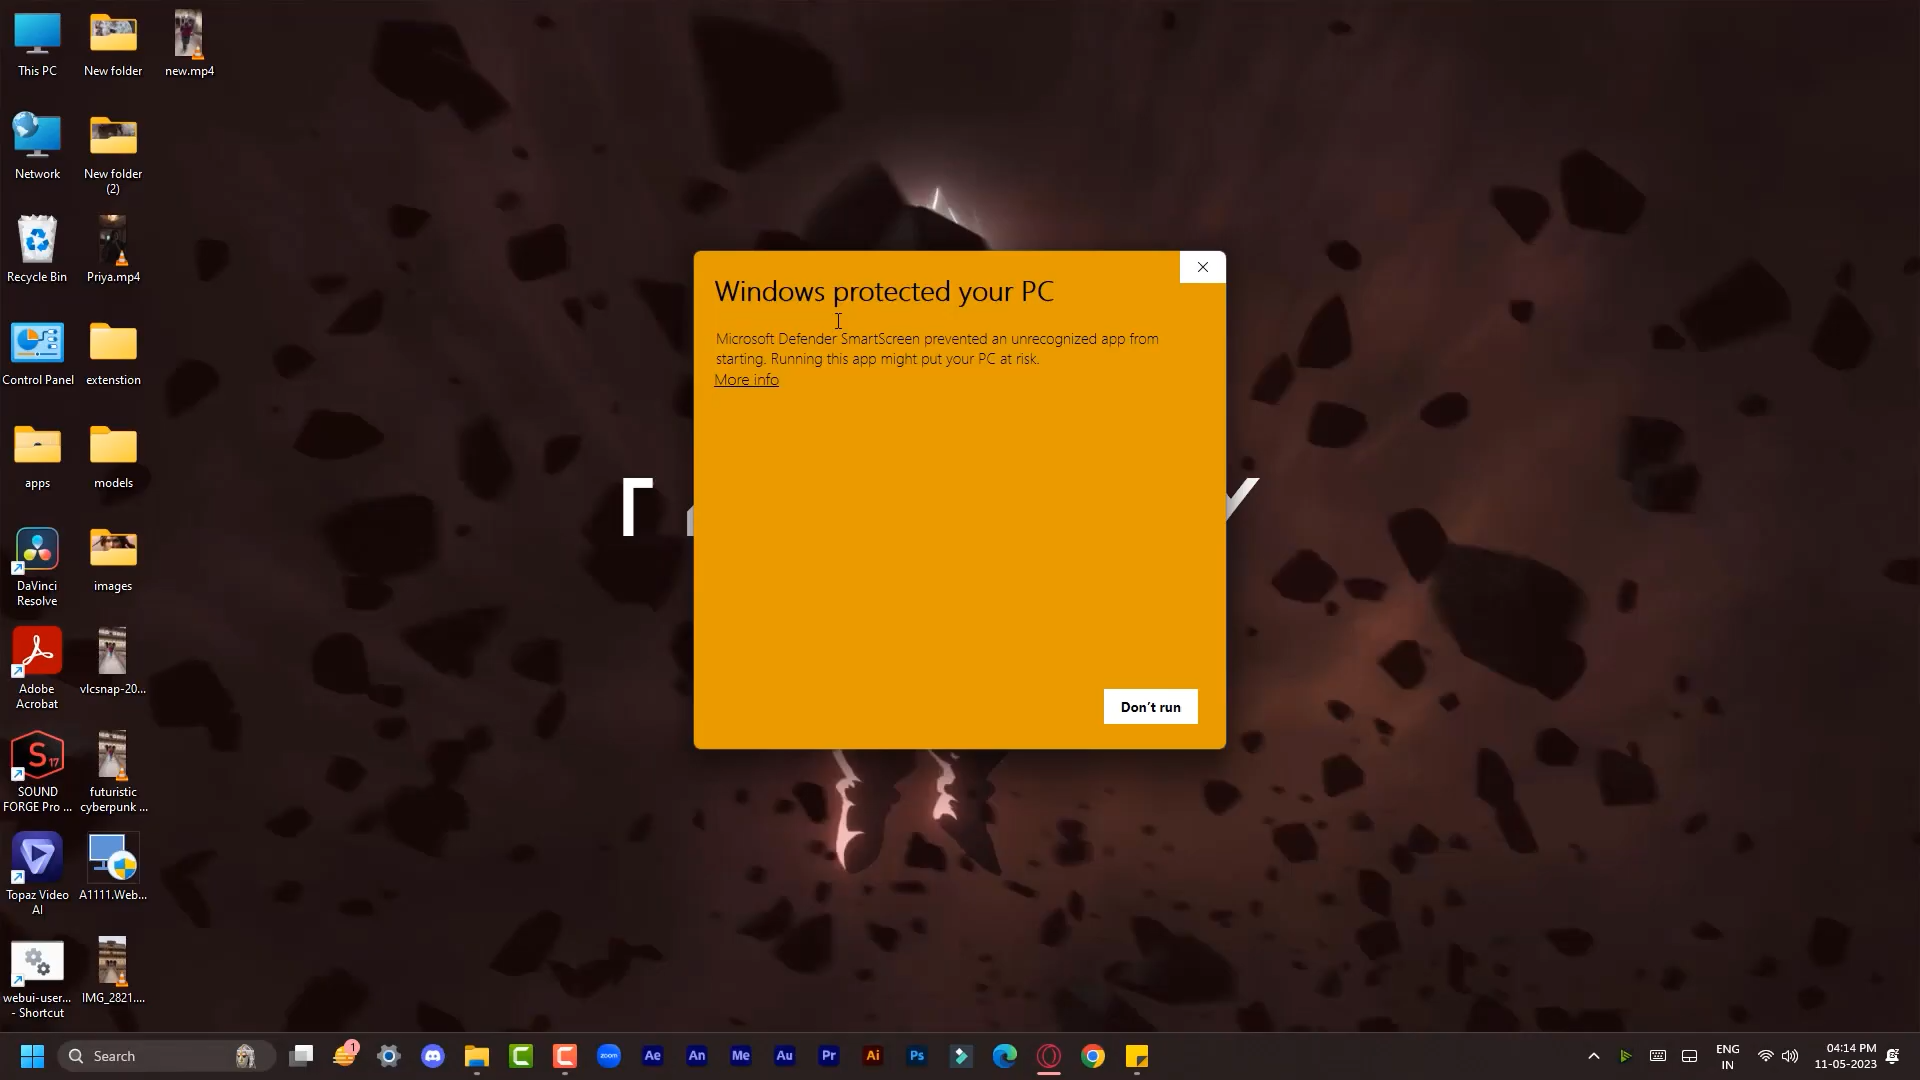 This PC
New folder
new.mp4
Network
New folder
(2)
Recycle Bin
Priya.mp4
Control Panel
extenstion
apps
models
DaVinci
Resolve
images
Adobe
Acrobat
vlcsnap-20...
SOUND
FORGE Pro ...
futuristic
cyberpunk ...
Topaz Video
AI
A1111.Web...
webui-user...
- Shortcut
IMG_2821....
Windows protected your PC
Microsoft Defender SmartScreen prevented an unrecognized app from
starting. Running this app might put your PC at risk.
More info
Don't run
Search
1
zoom
Ae
An
Me
Au
Pr
Ai
Ps
ENG
IN
04:14 PM
11-05-2023